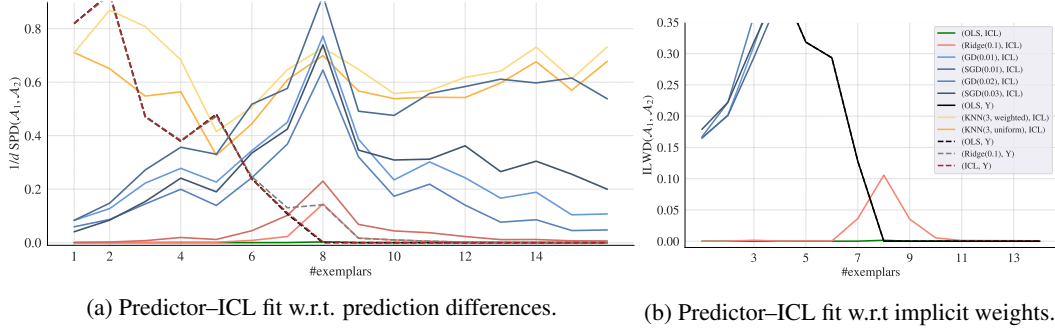 0.8
0.6
0.4
0.2
0.0
1/d SPD(𝒜₁, 𝒜₂)
1 2 4 6 8 10 12 14
#exemplars
(a) Predictor–ICL fit w.r.t. prediction differences.
0.35
0.30
0.25
0.20
0.15
0.10
0.05
0.00
ILWD(𝒜₁, 𝒜₂)
3 5 7 9 11 13
#exemplars
(OLS, ICL)
(Ridge(0.1), ICL)
(GD(0.01), ICL)
(SGD(0.01), ICL)
(GD(0.02), ICL)
(SGD(0.03), ICL)
(OLS, Y)
(KNN(3, weighted), ICL)
(KNN(3, uniform), ICL)
(OLS, Y)
(Ridge(0.1), Y)
(ICL, Y)
(b) Predictor–ICL fit w.r.t implicit weights.